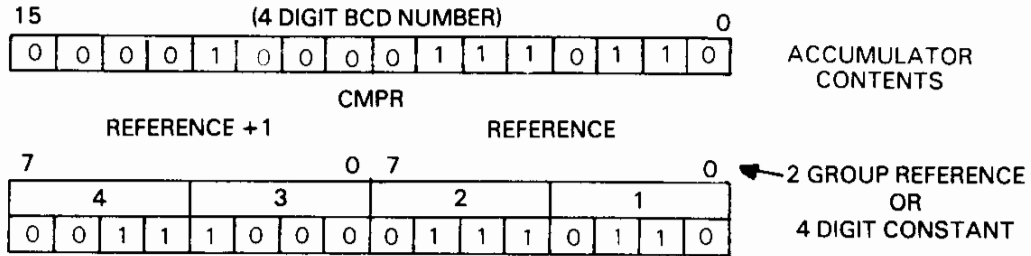 15 (4 DIGIT BCD NUMBER) 0
0 0 0 0 1 0 0 0 0 1 1 1 0 1 1 0
ACCUMULATOR
CONTENTS
CMPR
REFERENCE +1 REFERENCE
7 0 7 0
4 3 2 1
0 0 1 1 1 0 0 0 0 1 1 1 0 1 1 0
2 GROUP REFERENCE
OR
4 DIGIT CONSTANT